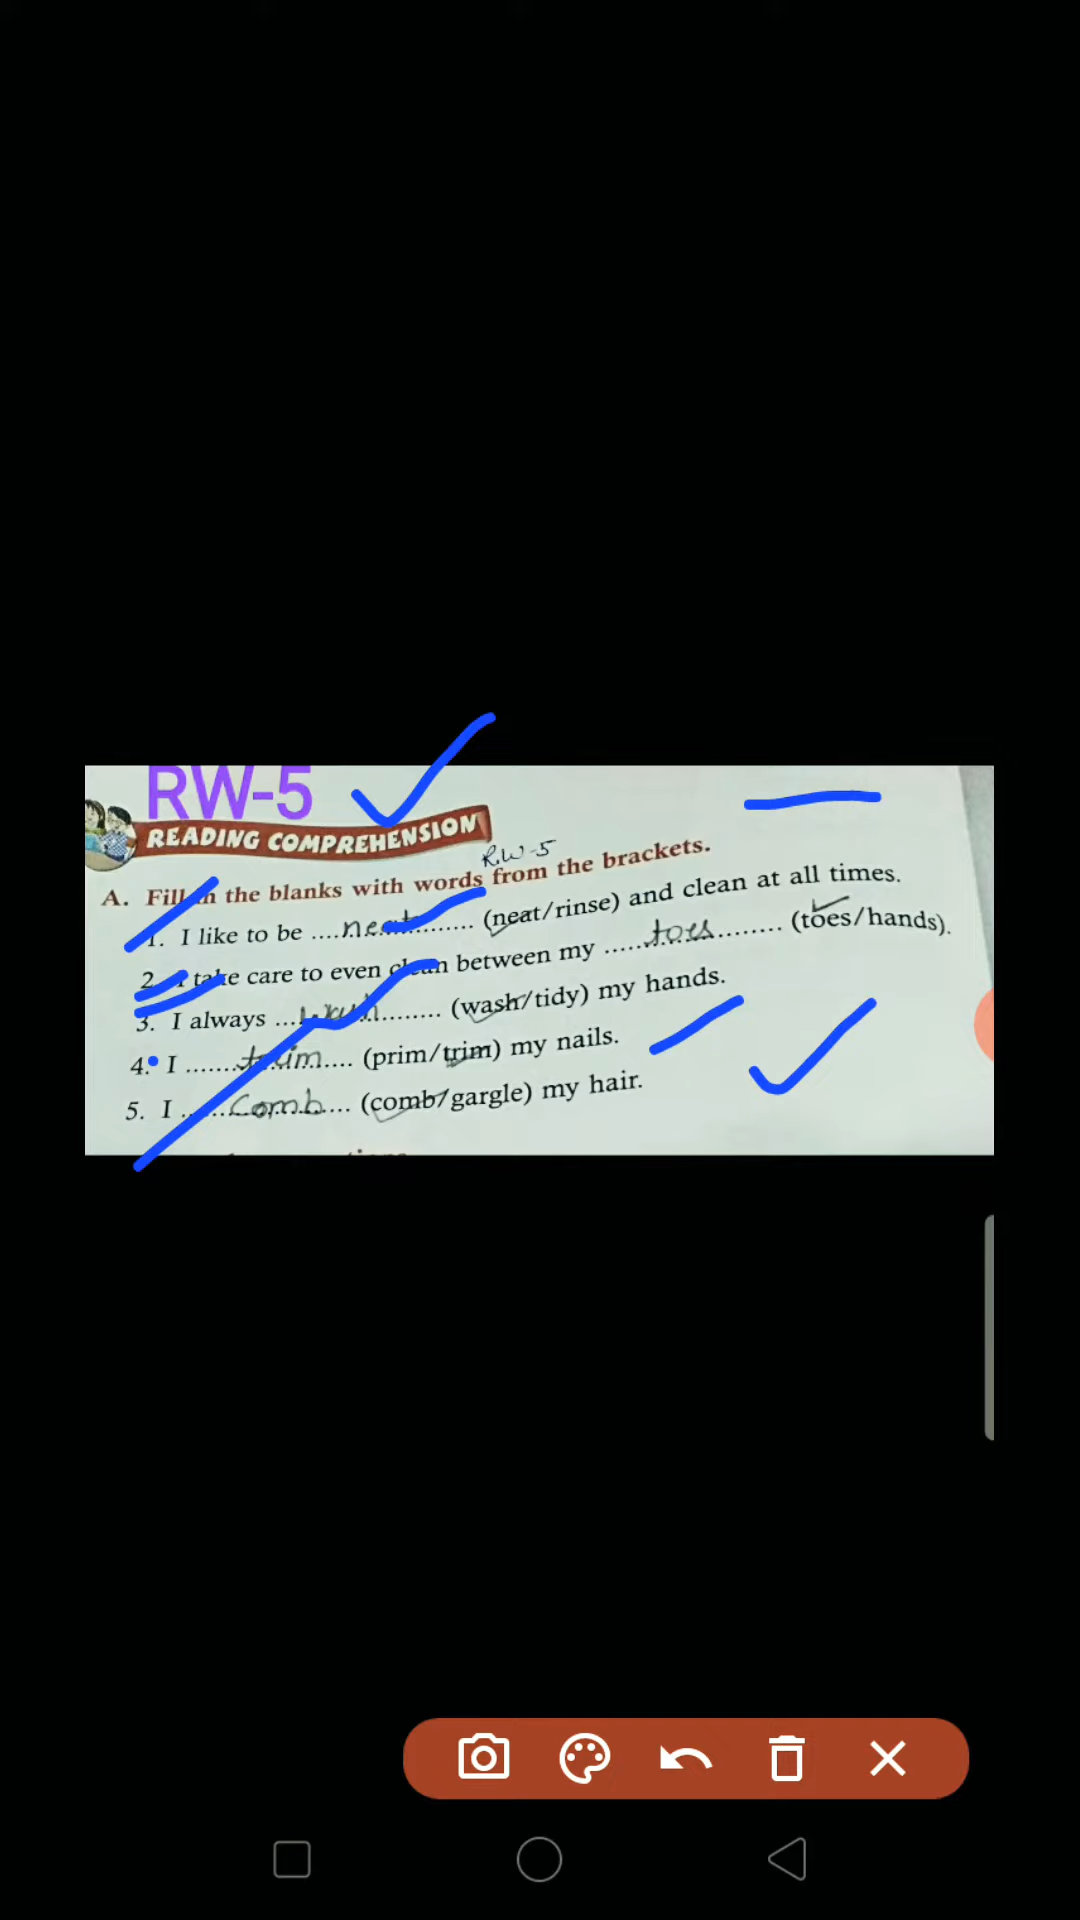 RW-5
READING COMPREHENSION
R.W-5
A. Fill in the blanks with words from the brackets.
1. I like to be ....neat.......... (neat/rinse) and clean at all times.
2. I take care to even clean between my ......toes.......... (toes/hands).
3. I always ....wash.......... (wash/tidy) my hands.
4. I .......trim.... (prim/trim) my nails.
5. I ......Comb.... (comb/gargle) my hair.